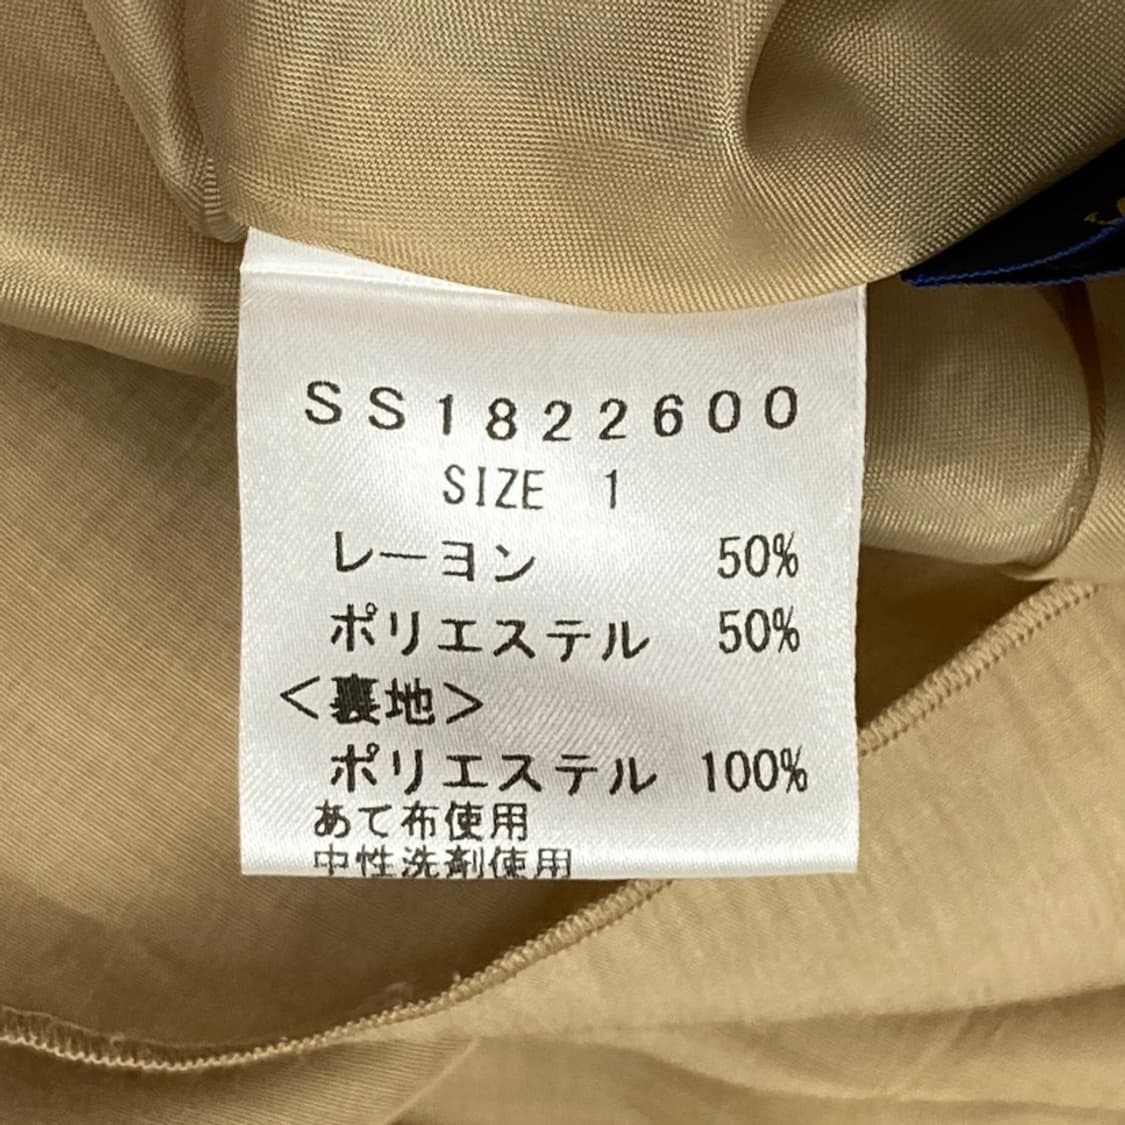 SS1822600
SIZE 1
レーヨン 50%
ポリエステル 50%
<裏地>
ポリエステル 100%
あて布使用
中性洗剤使用